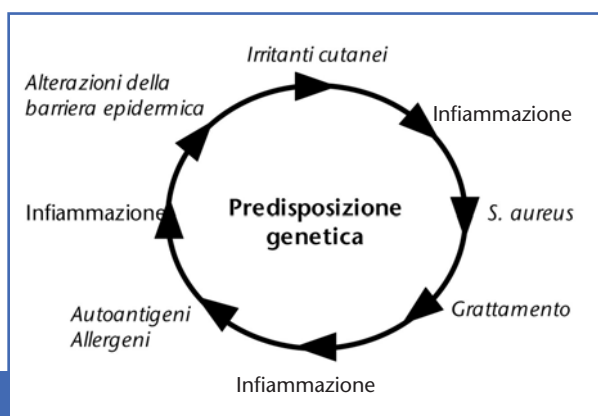 Irritanti cutanei
Alterazioni della
barriera epidermica
Infiammazione
Infiammazione
Predisposizione
genetica
S. aureus
Autoantigeni
Allergeni
Grattamento
Infiammazione